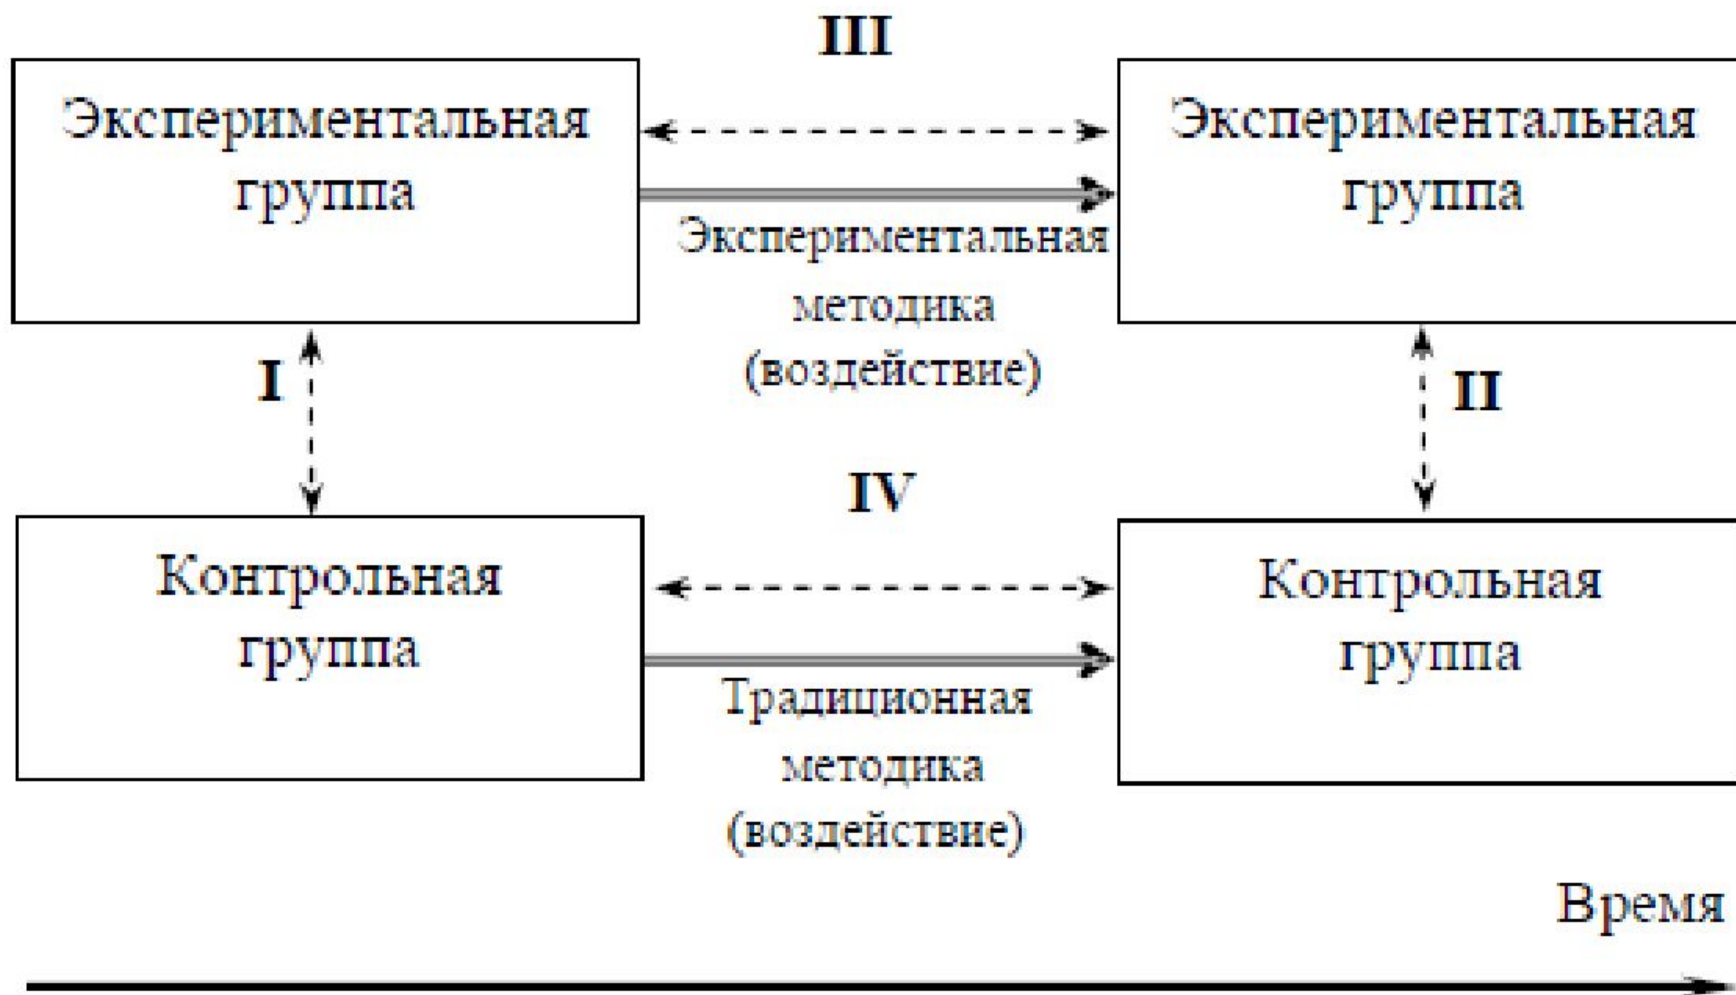 III
Экспериментальная
группа
Экспериментальная
группа
Экспериментальная
методика
(воздействие)
I
II
IV
Контрольная
группа
Контрольная
группа
Традиционная
методика
(воздействие)
Время